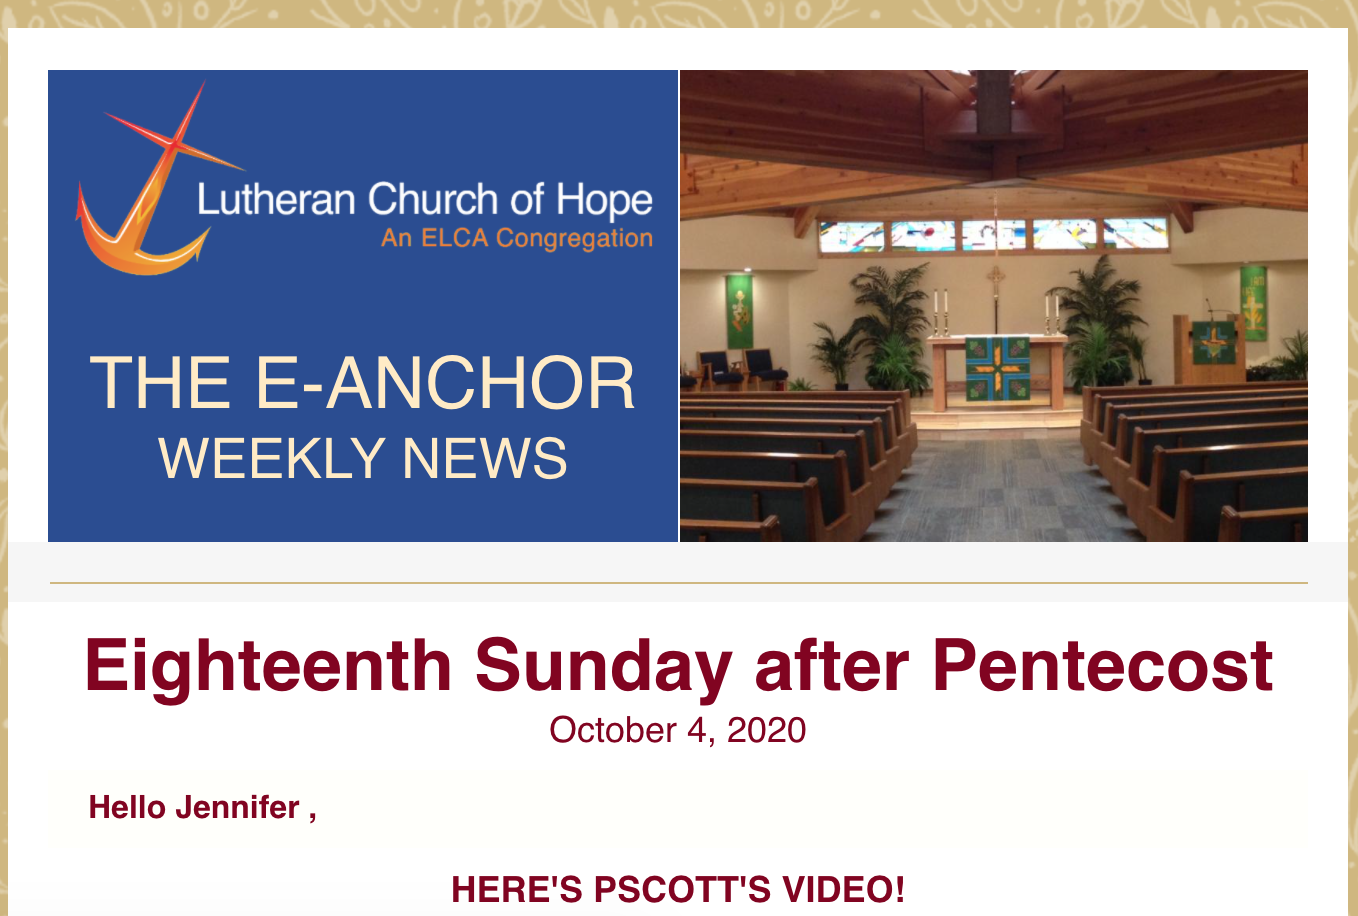 Lutheran Church of Hope
An ELCA Congregation
THE E-ANCHOR
WEEKLY NEWS
Eighteenth Sunday after Pentecost
October 4, 2020
Hello Jennifer ,
HERE'S PSCOTT'S VIDEO!